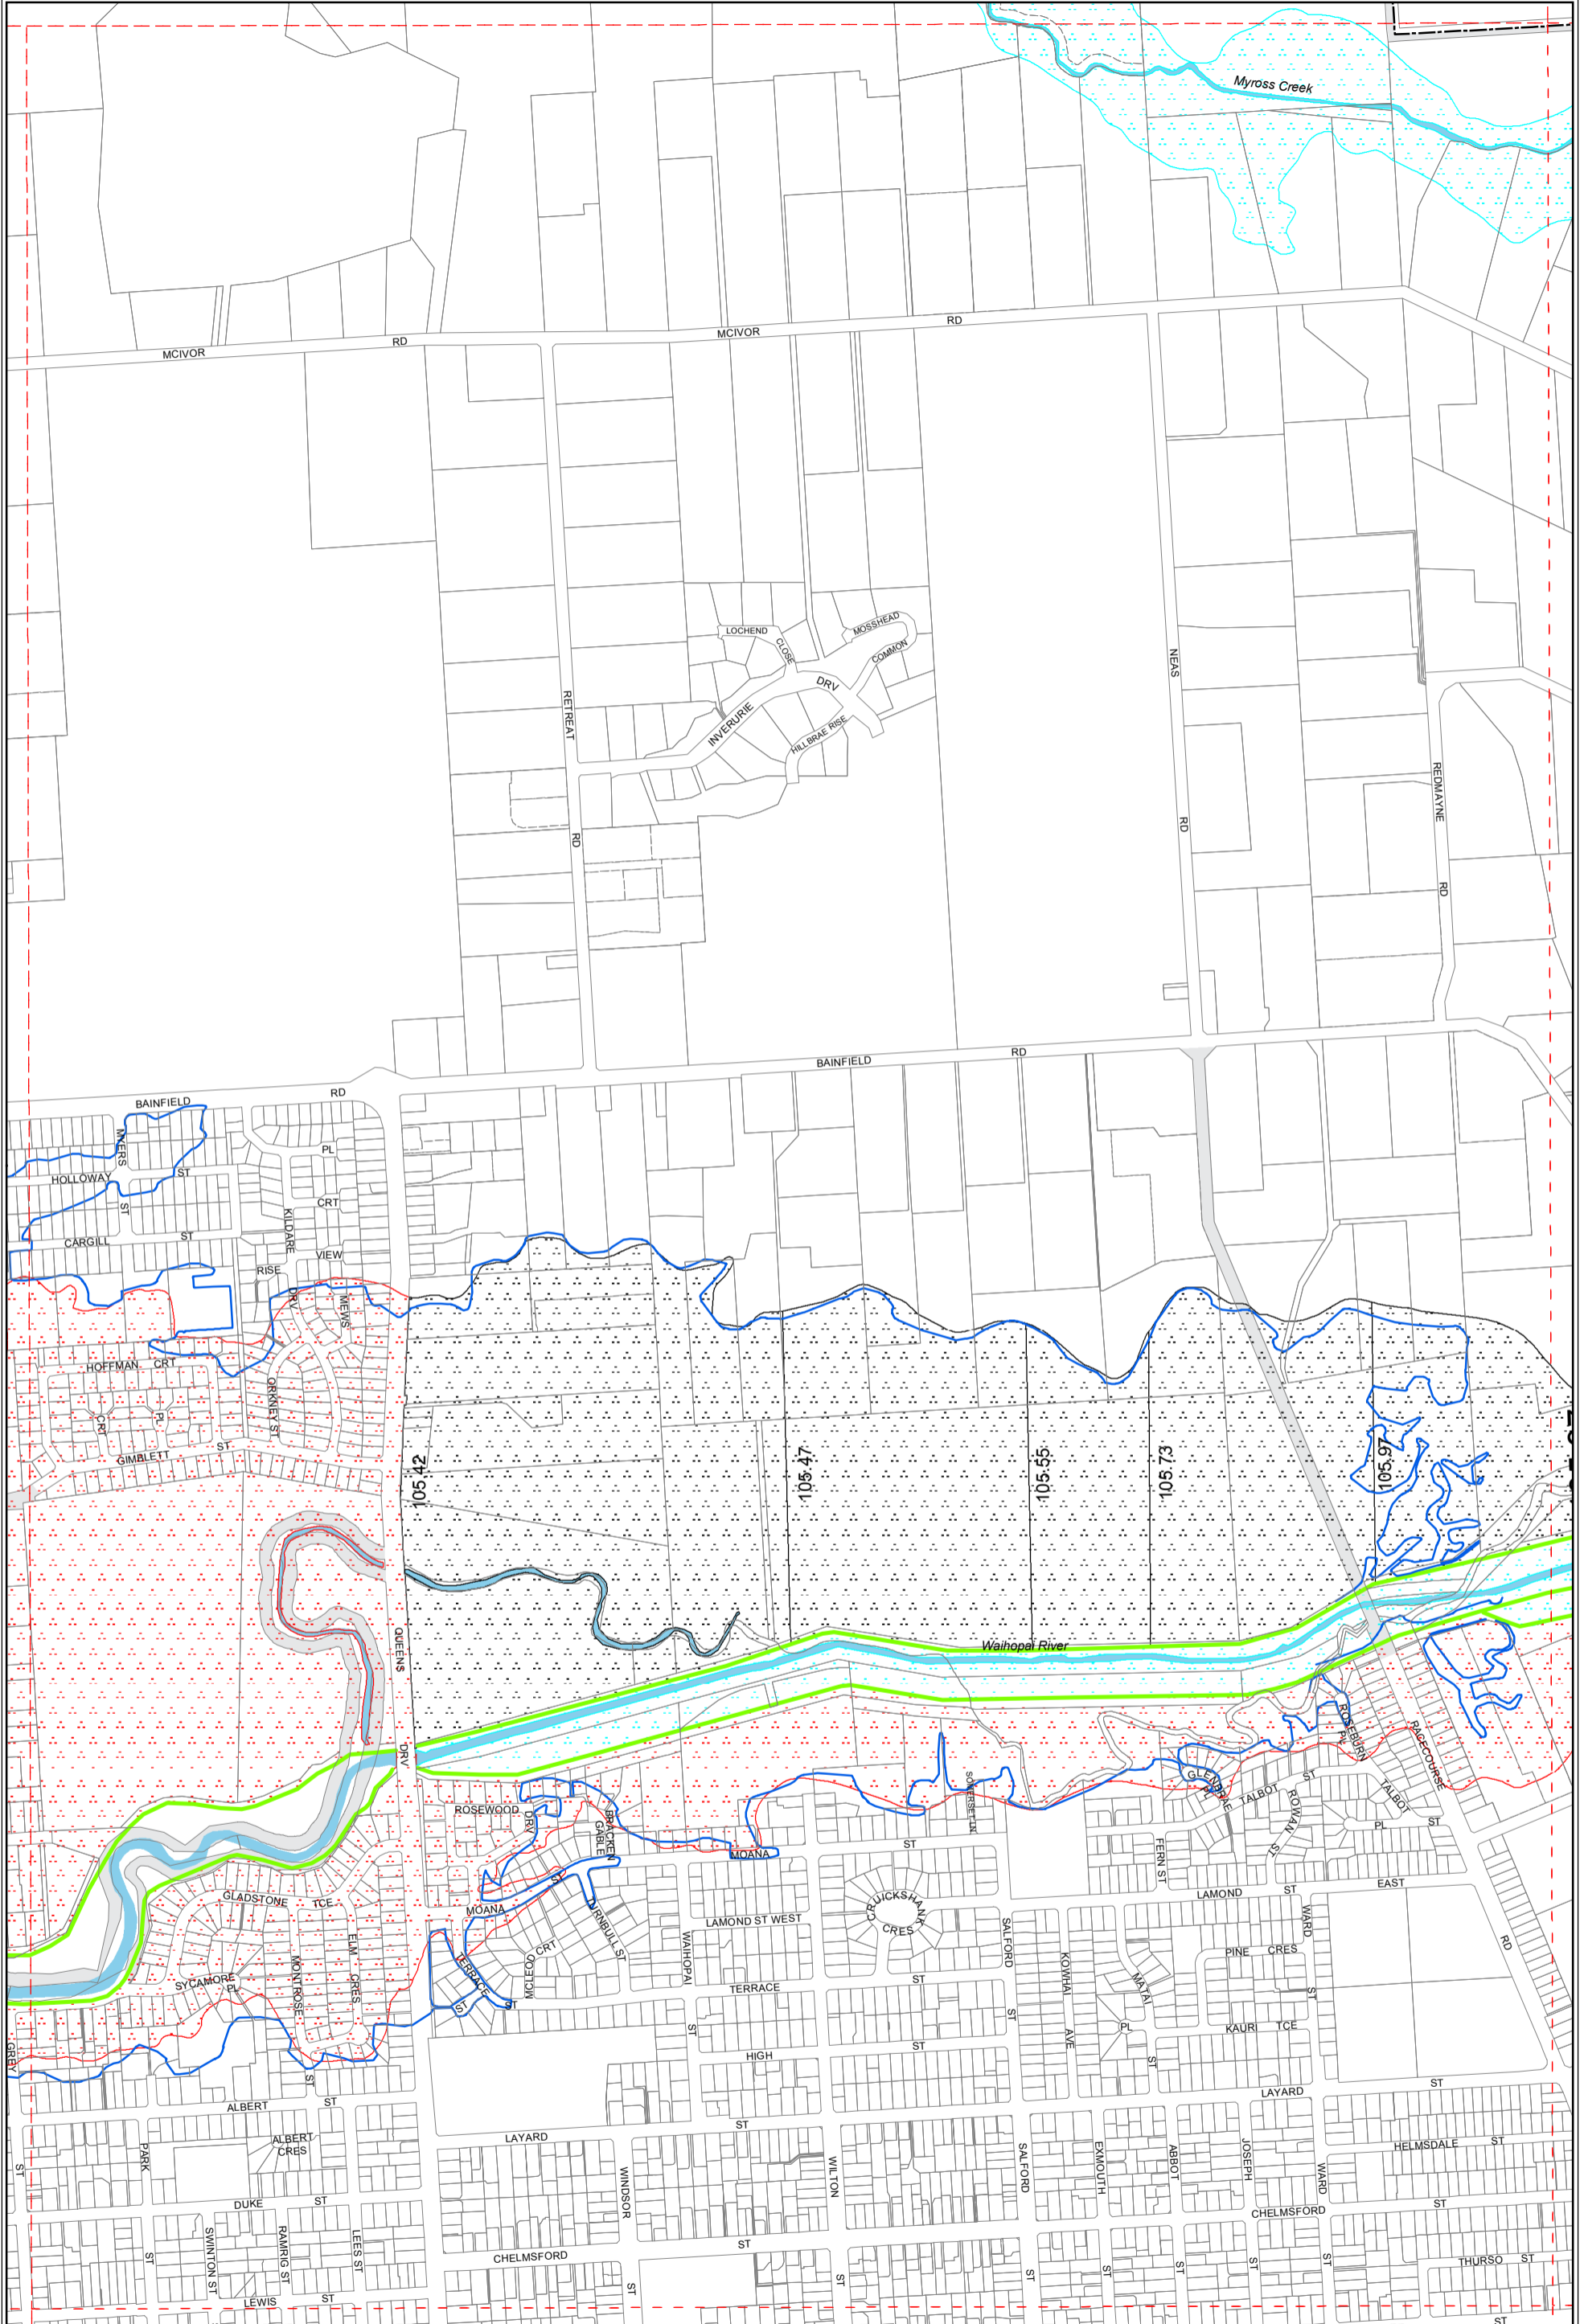 Myross Creek
MCIVOR
RD
MCIVOR
RD
LOCHEND
CLOSE
MOSSHEAD
COMMON
DRV
INVERURIE
HILLBRAE RISE
RETREAT
RD
NEAS
RD
REDMAYNE
RD
BAINFIELD
RD
BAINFIELD
RD
MYERS
ST
HOLLOWAY
ST
CARGILL
ST
PL
CRT
KILDARE
VIEW
RISE
DRV
MEWS
HOFFMAN CRT
CRT
PL
ORKNEY ST
GIMBLETT
ST
105.42
105.47
105.55
105.73
105.97
QUEENS
DRV
Waihopai River
ROSEBURN
PL
RACECOURSE
RD
GLENBRAE
PL
TALBOT
ST
TALBOT
ST
ROWAN
ST
PL
SOMERSET LN
ROSEWOOD
DRV
BRACKEN
GABLE
MOANA
ST
MOANA
ST
FERN ST
LAMOND
ST
EAST
GLADSTONE
TCE
CRUICKSHANK
CRES
TURNBULL ST
LAMOND ST WEST
WAIHOPAI
ST
MCLEOD
CRT
TERRACE
ST
ST
TERRACE
ST
SALFORD
ST
KOWHAI
AVE
MATAI
ST
PL
PINE
CRES
WARD
ST
KAURI
TCE
ELM
CRES
MONTROSE
ST
SYCAMORE
PL
GREY
ST
HIGH
ST
ALBERT
ST
ALBERT
CRES
PARK
ST
LAYARD
ST
LAYARD
ST
HELMSDALE
ST
WINDSOR
ST
WILTON
ST
SALFORD
ST
EXMOUTH
ST
ABBOT
ST
JOSEPH
ST
WARD
ST
DUKE
ST
SWINTON ST
RAMRIG ST
LEES ST
CHELMSFORD
ST
CHELMSFORD
ST
THURSO
ST
LEWIS
ST
ST